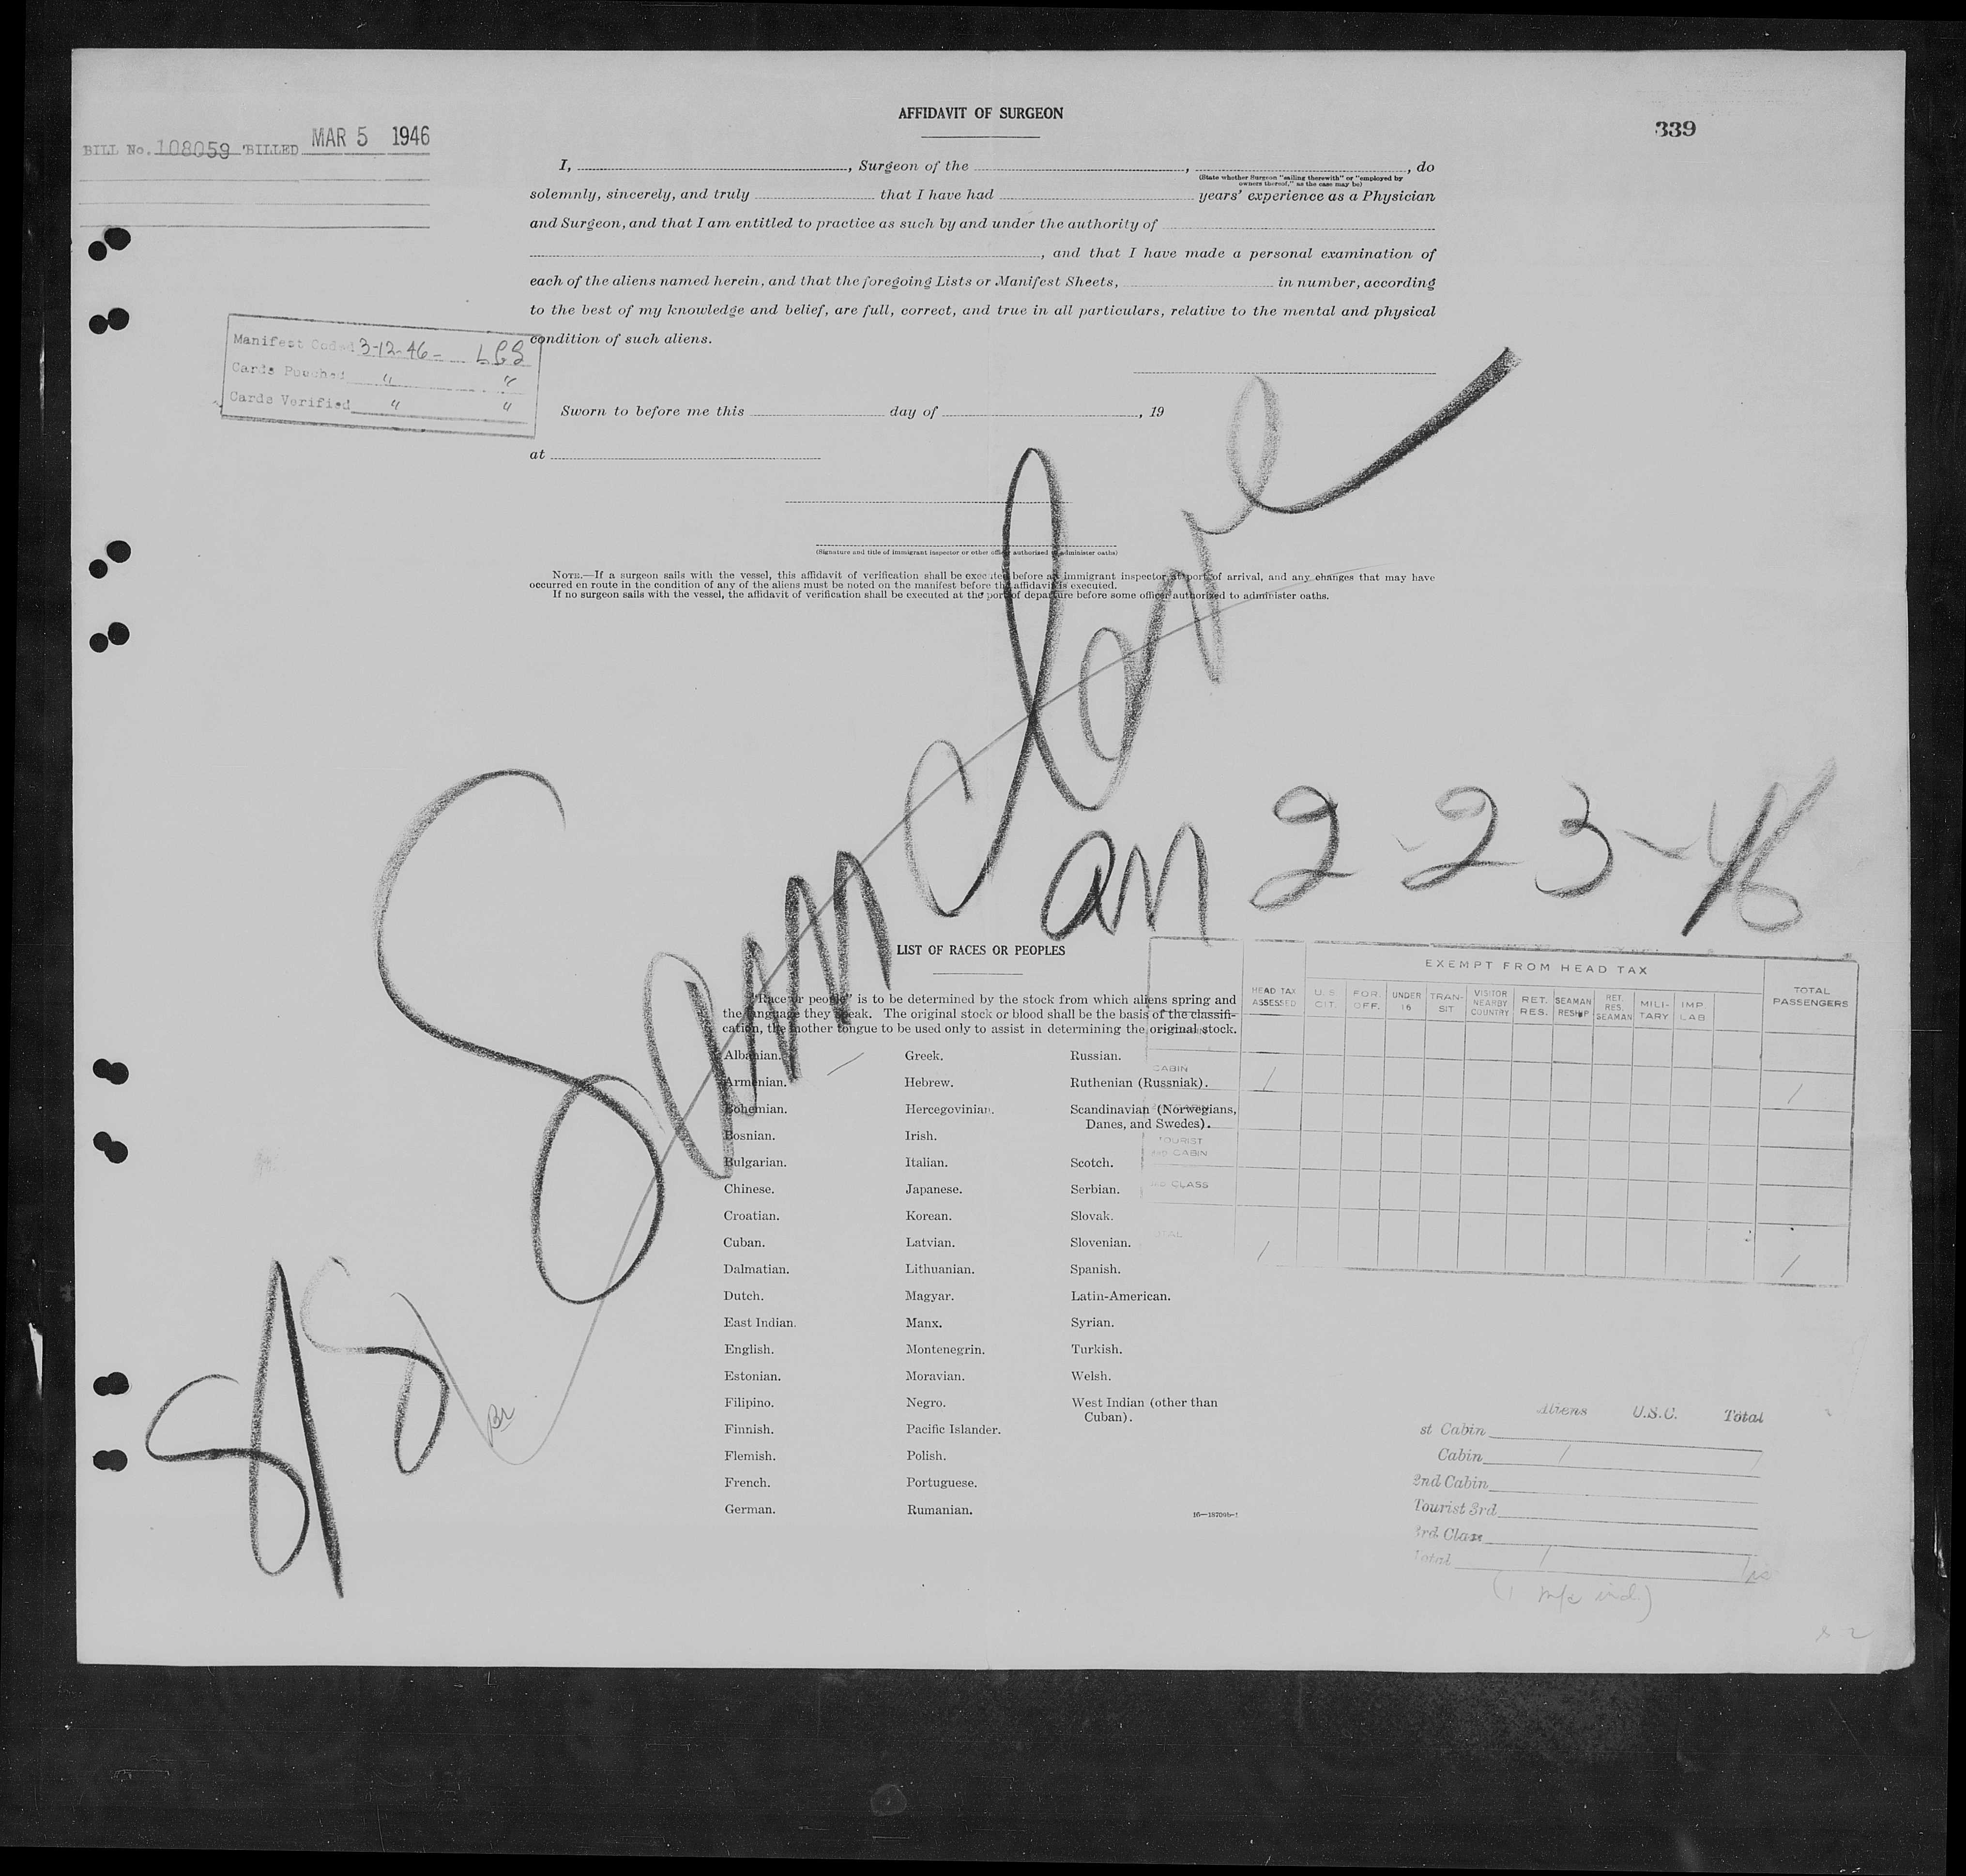 AFFIDAVIT OF SURGEON
339
BILL No. 108059 BILLED MAR 5 1946
I, , Surgeon of the , , do
(State whether Surgeon "sailing therewith" or "employed by
owners thereof," as the case may be)
solemnly, sincerely, and truly that I have had years' experience as a Physician
and Surgeon, and that I am entitled to practice as such by and under the authority of
, and that I have made a personal examination of
each of the aliens named herein, and that the foregoing Lists or Manifest Sheets, in number, according
to the best of my knowledge and belief, are full, correct, and true in all particulars, relative to the mental and physical
condition of such aliens.
Manifest Coded 3-12-46- LGS
Cards Punched " "
Cards Verified " "
Sworn to before me this day of , 19
at
(Signature and title of immigrant inspector or other officer authorized to administer oaths)
NOTE.—If a surgeon sails with the vessel, this affidavit of verification shall be executed before an immigrant inspector at port of arrival, and any changes that may have
occurred en route in the condition of any of the aliens must be noted on the manifest before the affidavit is executed.
If no surgeon sails with the vessel, the affidavit of verification shall be executed at the port of departure before some officer authorized to administer oaths.
S/S
2-23-46
LIST OF RACES OR PEOPLES
"Race or people" is to be determined by the stock from which aliens spring and
the language they speak. The original stock or blood shall be the basis of the classifi-
cation, the mother tongue to be used only to assist in determining the original stock.
Albanian.
Armenian.
Bohemian.
Bosnian.
Bulgarian.
Chinese.
Croatian.
Cuban.
Dalmatian.
Dutch.
East Indian.
English.
Estonian.
Filipino.
Finnish.
Flemish.
French.
German.
Greek.
Hebrew.
Hercegovinian.
Irish.
Italian.
Japanese.
Korean.
Latvian.
Lithuanian.
Magyar.
Manx.
Montenegrin.
Moravian.
Negro.
Pacific Islander.
Polish.
Portuguese.
Rumanian.
Russian.
Ruthenian (Russniak).
Scandinavian (Norwegians,
Danes, and Swedes).
Scotch.
Serbian.
Slovak.
Slovenian.
Spanish.
Latin-American.
Syrian.
Turkish.
Welsh.
West Indian (other than
Cuban).
EXEMPT FROM HEAD TAX
HEAD TAX ASSESSED
U.S. CIT.
FOR. OFF.
UNDER 16
TRAN-SIT
VISITOR NEARBY COUNTRY
RET. RES.
SEAMAN RESHIP
RET. RES. SEAMAN
MILI-TARY
IMP LAB
TOTAL PASSENGERS
CABIN 1 1
TOURIST
CABIN
CLASS
1 1
Aliens U.S.C. Total
st Cabin
Cabin 1 1
2nd Cabin
Tourist 3rd
3rd Class
Total 1 1